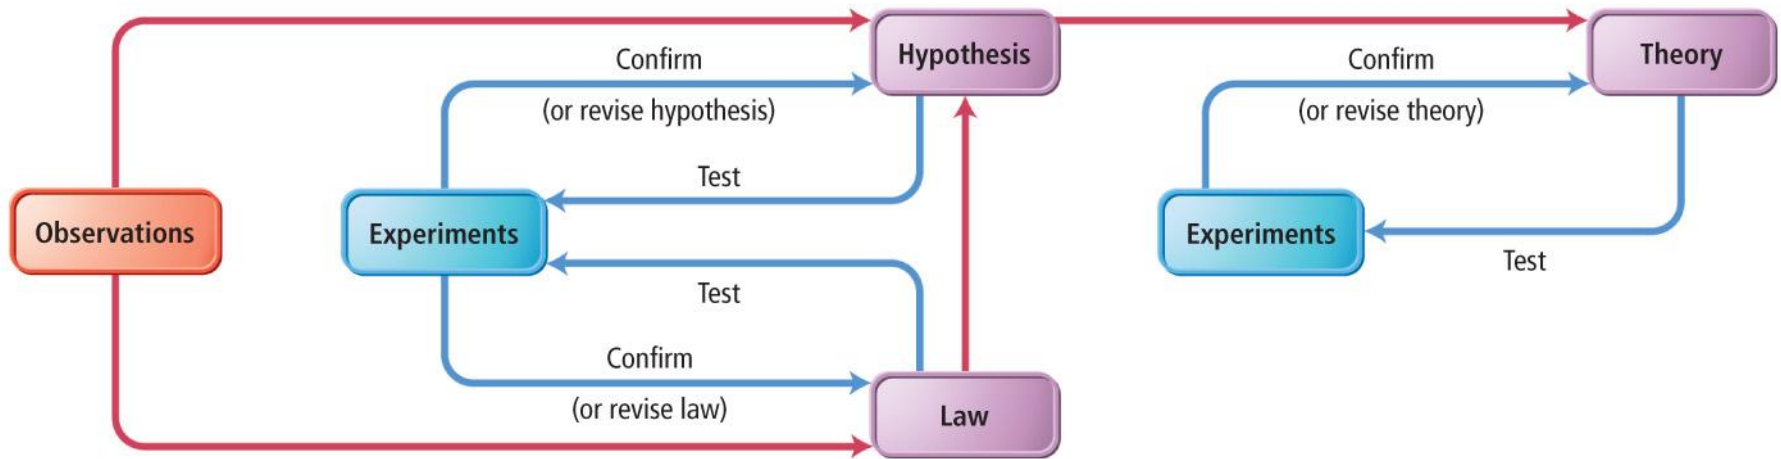 Confirm
Hypothesis
(or revise hypothesis)
Test
Observations
Experiments
Test
Confirm
(or revise law)
Law
Confirm
Theory
(or revise theory)
Experiments
Test